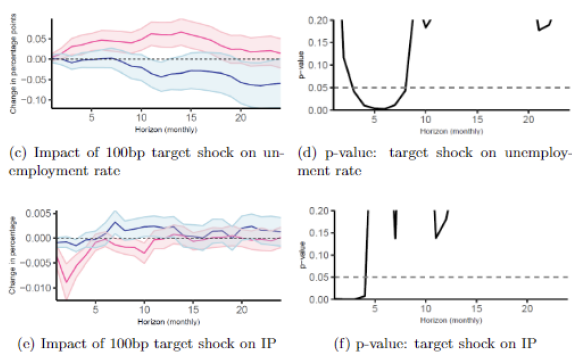 Change in percentage points
0.05
0.00
−0.05
−0.10
5
10
15
20
Horizon (monthly)
p-value
0.20
0.15
0.10
0.05
0.00
5
10
15
20
Horizon (monthly)
(c) Impact of 100bp target shock on un-
employment rate
(d) p-value: target shock on unemploy-
ment rate
Change in percentage
0.005
0.000
−0.005
−0.010
5
10
15
20
Horizon (monthly)
p-value
0.20
0.15
0.10
0.05
0.00
5
10
15
20
Horizon (monthly)
(e) Impact of 100bp target shock on IP
(f) p-value: target shock on IP